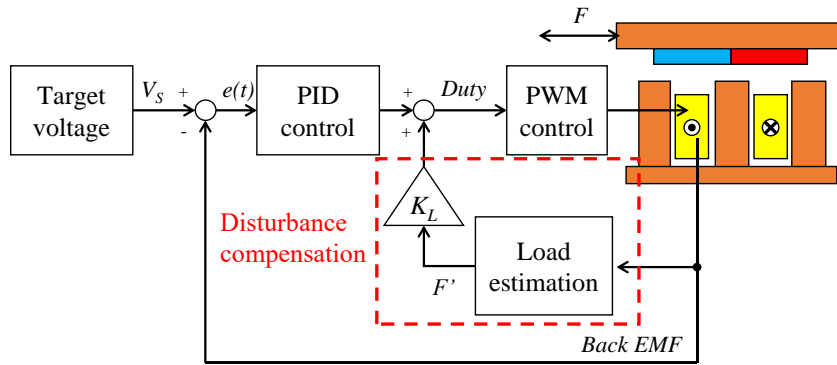 F
Target
voltage
V_S
+
-
e(t)
PID
control
+
+
Duty
PWM
control
K_L
Disturbance
compensation
Load
estimation
F’
Back EMF